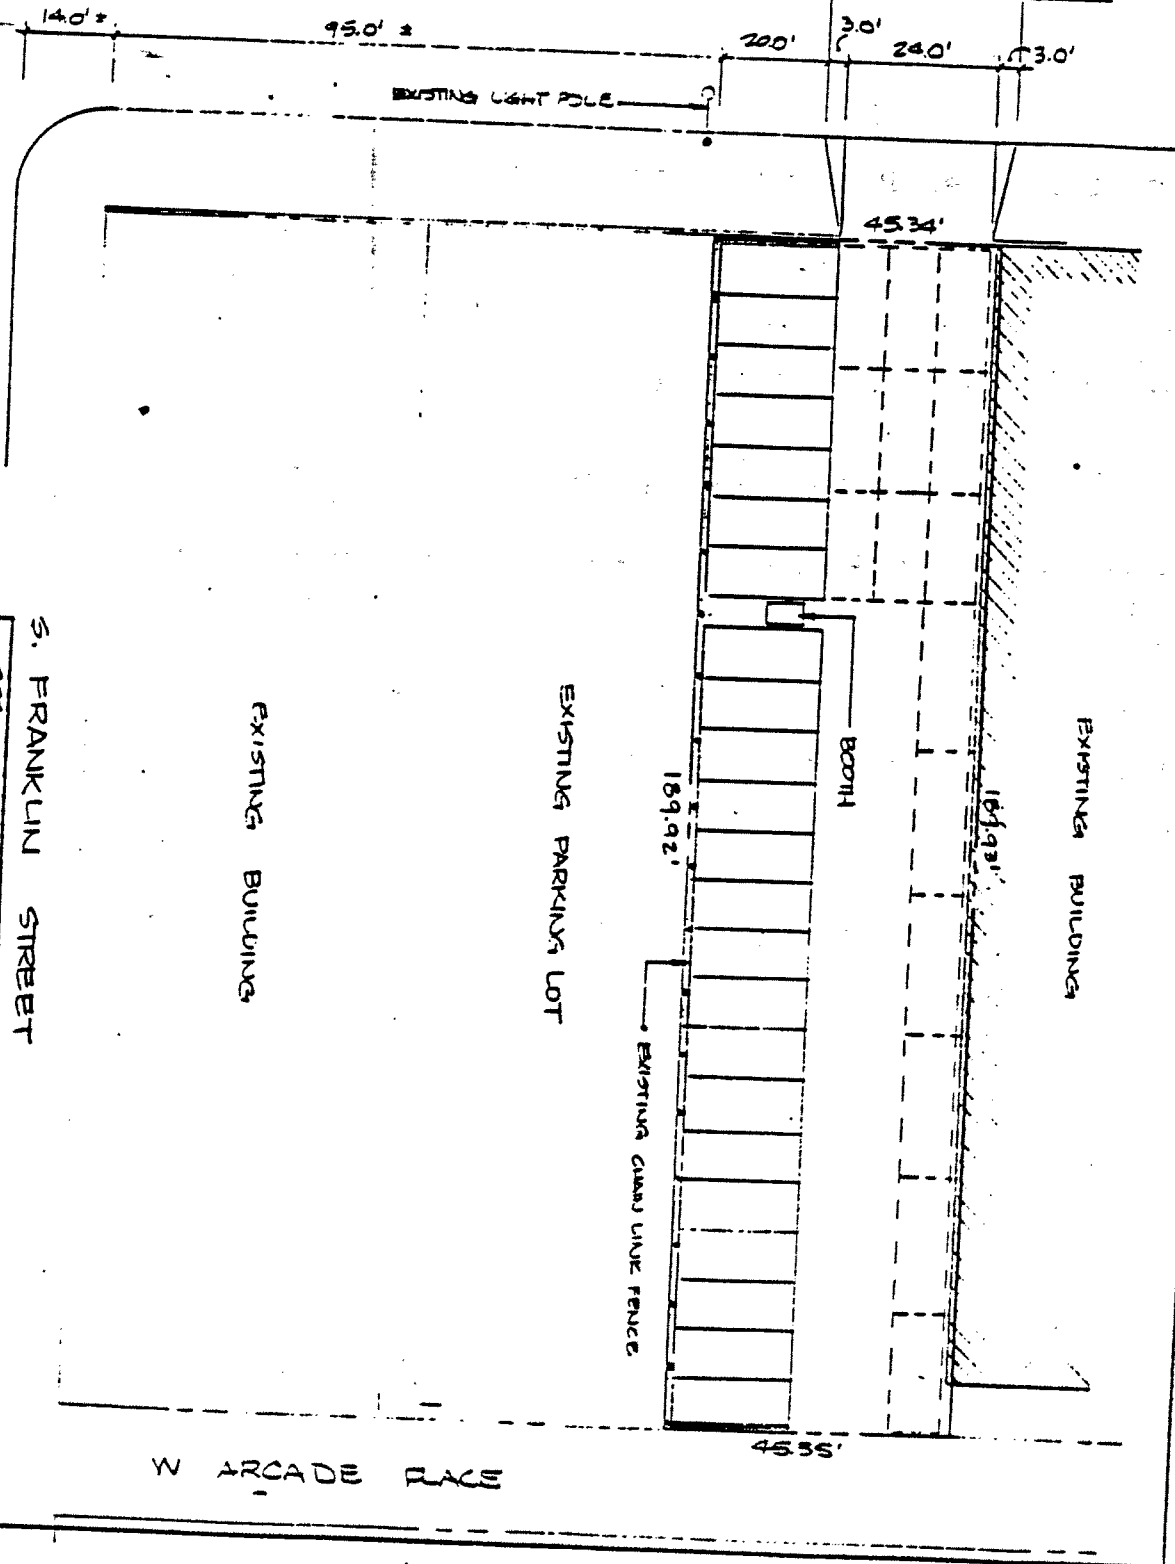 14.0' ±
95.0' ±
20.0'
3.0'
24.0'
3.0'
EXISTING LIGHT POLE
45.34'
S. FRANKLIN STREET
EXISTING BUILDING
EXISTING PARKING LOT
189.92'
BOOTH
EXISTING BUILDING
EXISTING CHAIN LINK FENCE
45.35'
W ARCADE PLACE